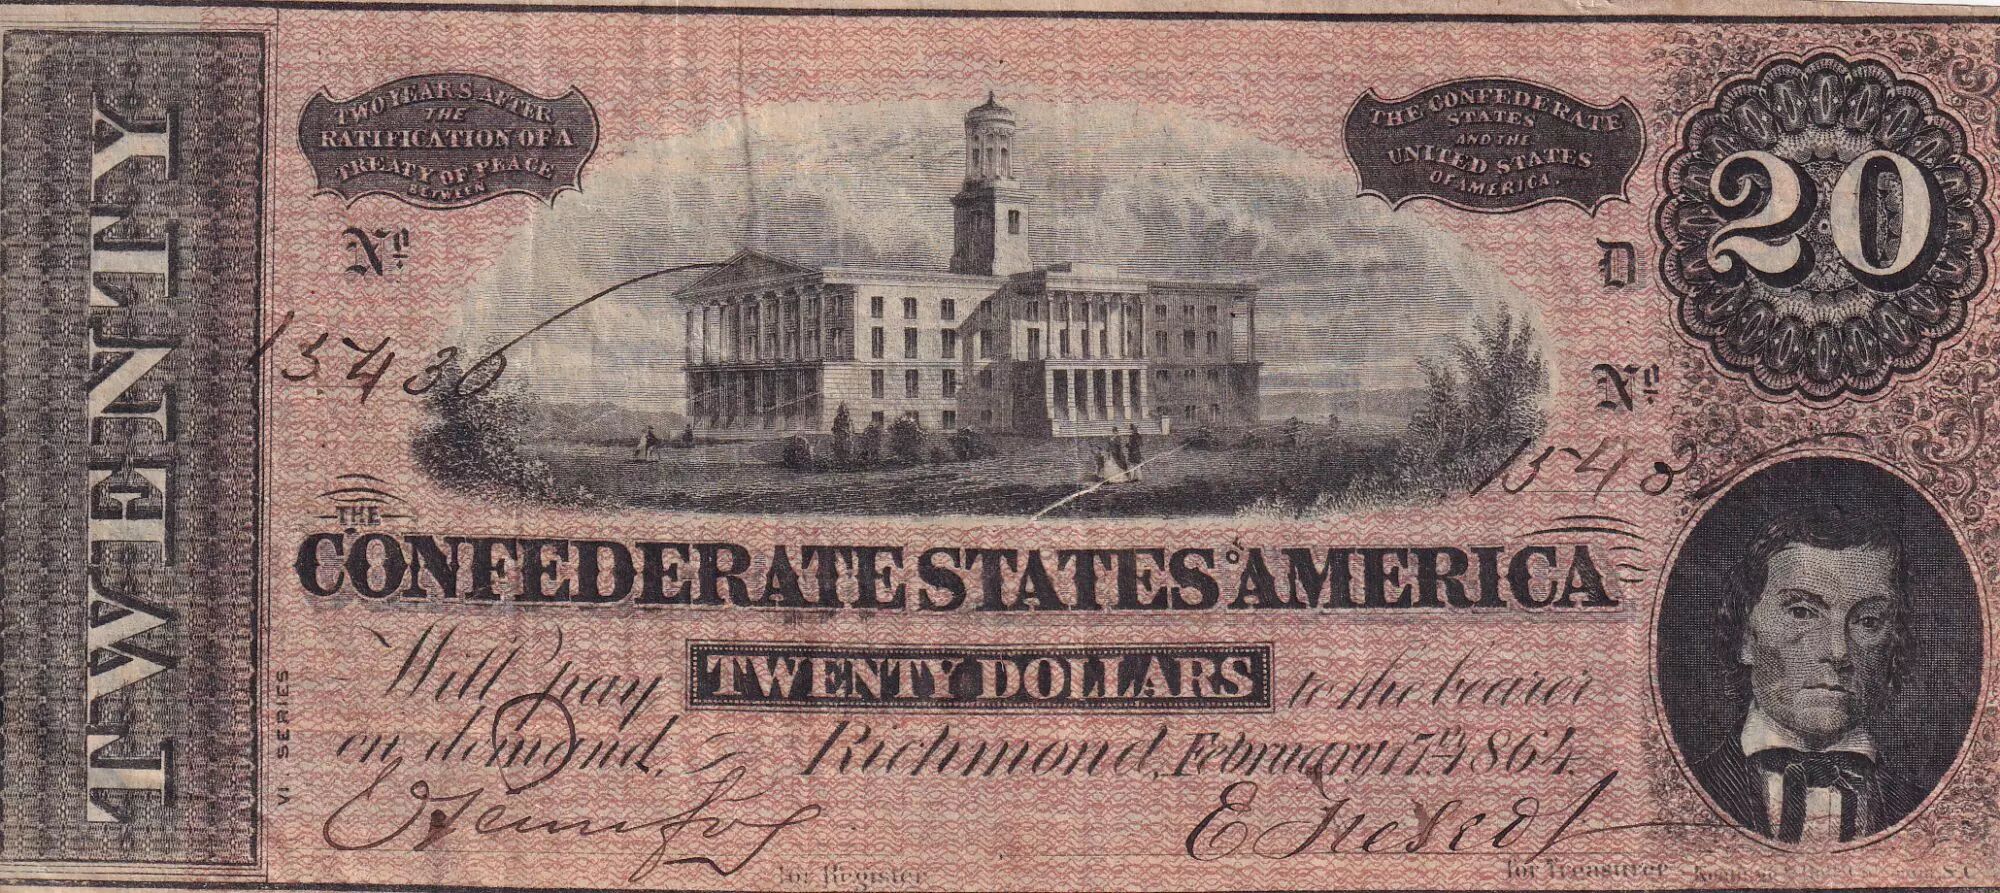 TWENTY
TWO YEARS AFTER
THE
RATIFICATION OF A
TREATY OF PEACE
BETWEEN
THE CONFEDERATE
STATES
AND THE
UNITED STATES
OF AMERICA.
20
Nº
D
15430
Nº
1543
THE
CONFEDERATE STATES OF AMERICA
Will pay TWENTY DOLLARS to the bearer
on demand, Richmond, February 17th 1864.
VI. SERIES
for Register
for Treasurer
S.C.